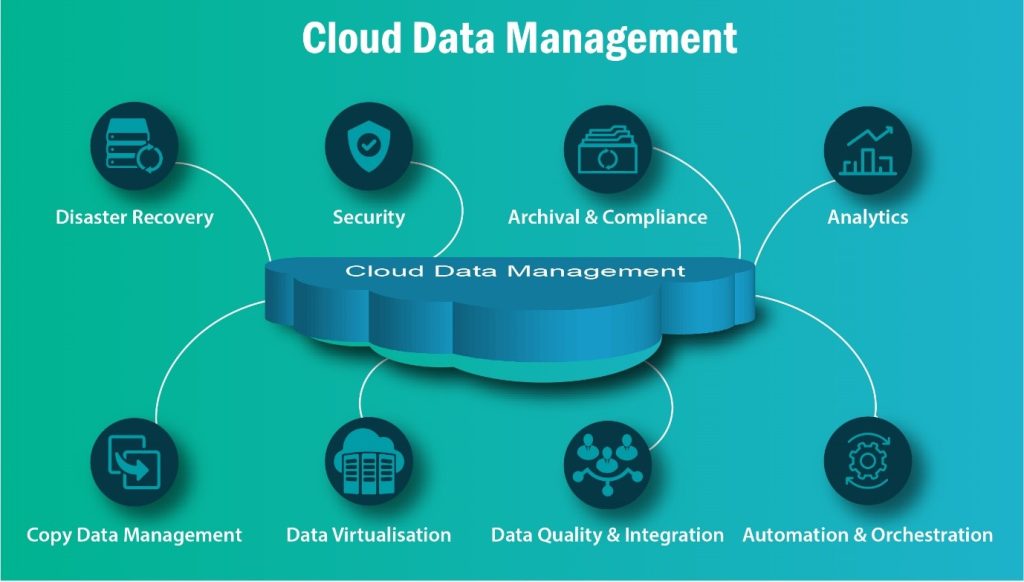 Cloud Data Management
Disaster Recovery
Security
Archival & Compliance
Analytics
Cloud Data Management
Copy Data Management
Data Virtualisation
Data Quality & Integration
Automation & Orchestration